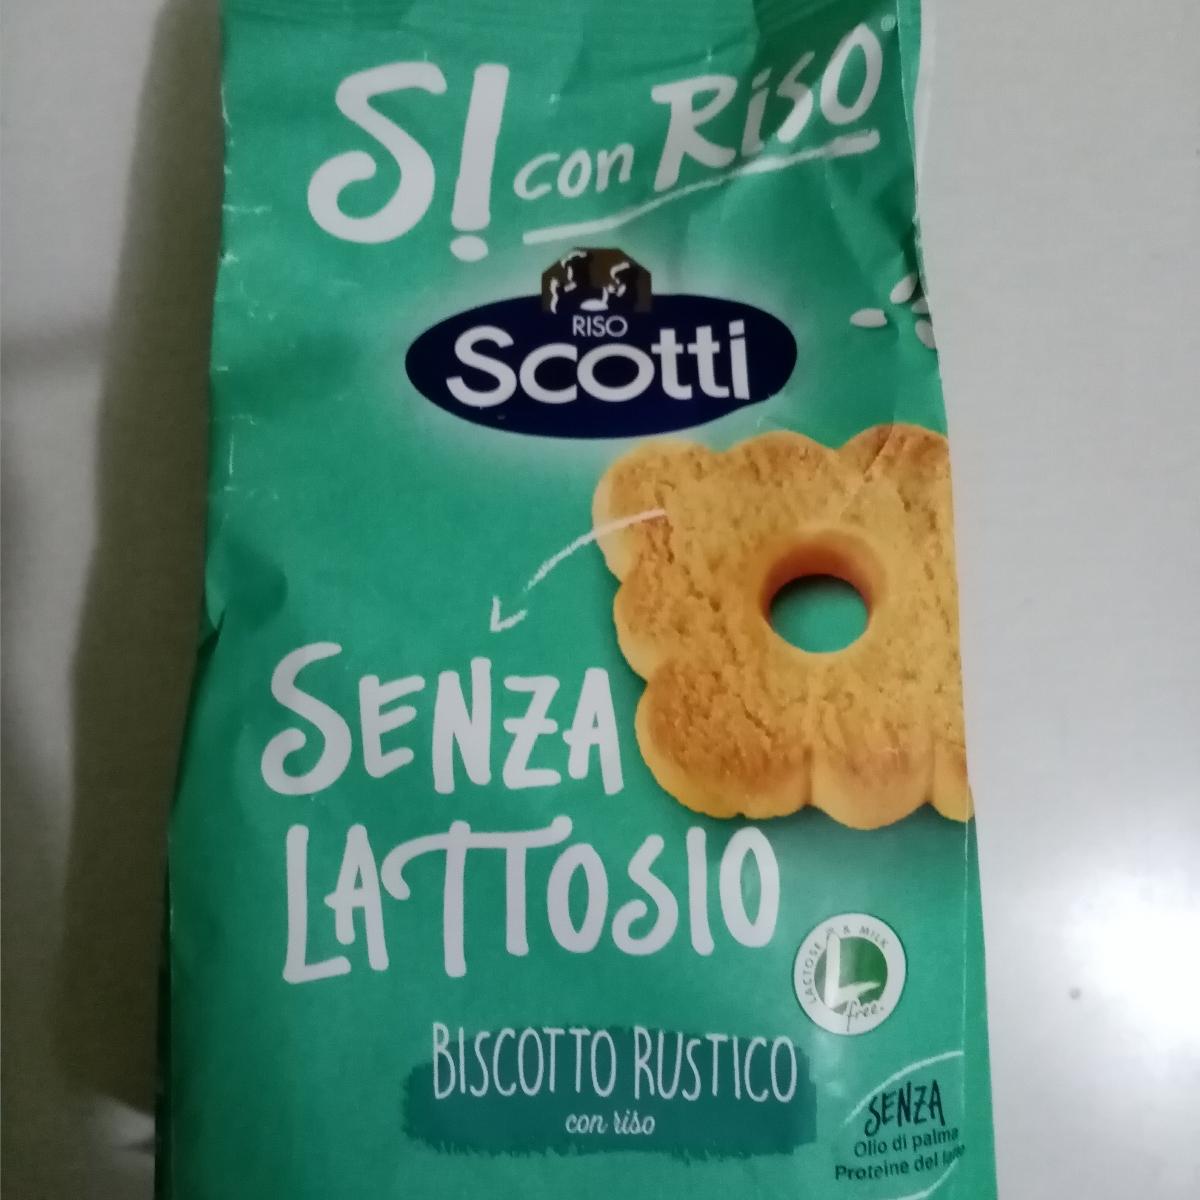 S! con RiSO®
RISO
Scotti
SENZA
LATTOSIO
LACTOSE & MILK
free.
BISCOTTO RUSTICO
con riso
SENZA
Olio di palma
Proteine del latte